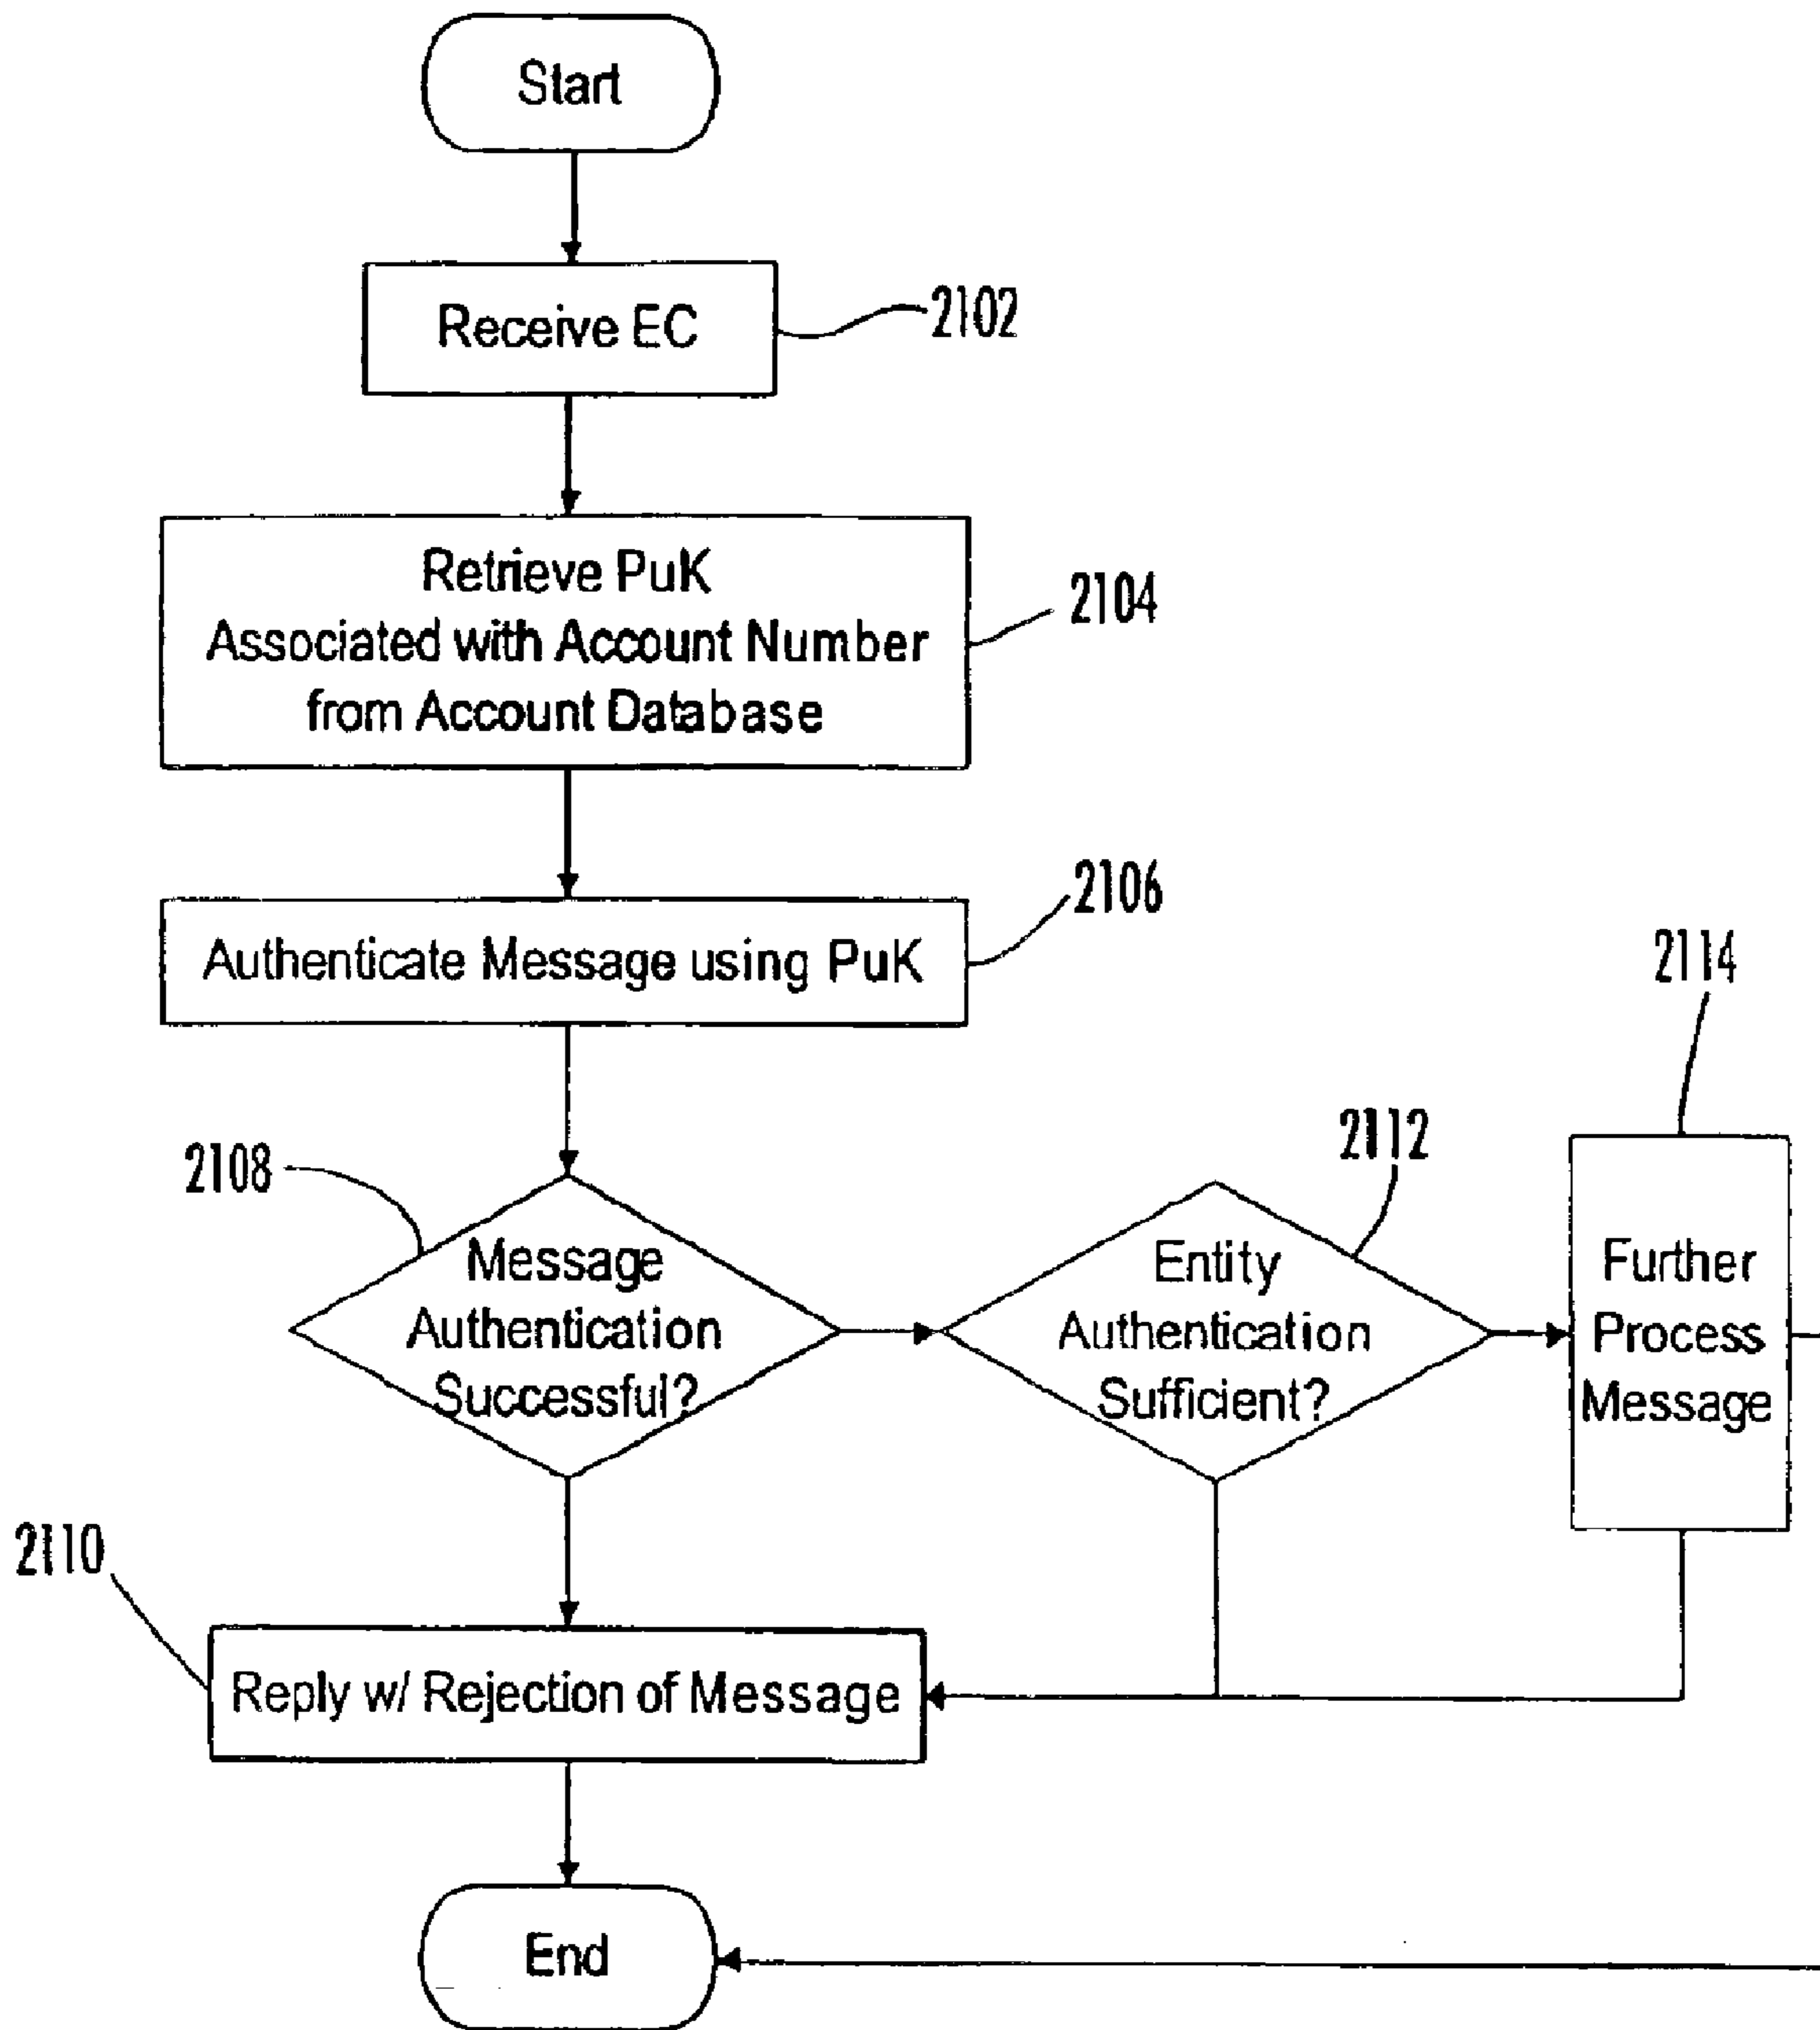 Start
Receive EC
2102
Retrieve PuK
Associated with Account Number
from Account Database
2104
Authenticate Message using PuK
2106
2108
Message
Authentication
Successful?
2112
Entity
Authentication
Sufficient?
2114
Further
Process
Message
2110
Reply w/ Rejection of Message
End